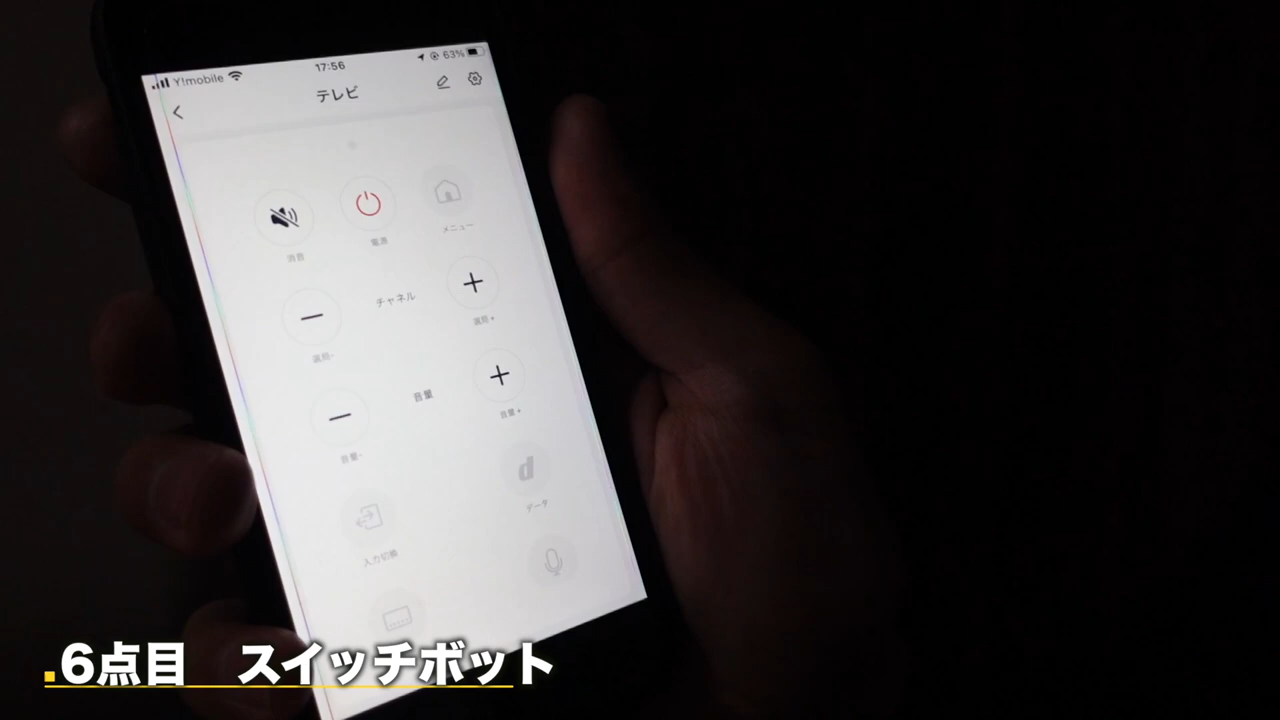 Y!mobile 17:56 63%
テレビ
消音 電源 メニュー
チャネル
選局- 選局+
音量
音量- 音量+
入力切換 データ
.6点目 スイッチボット